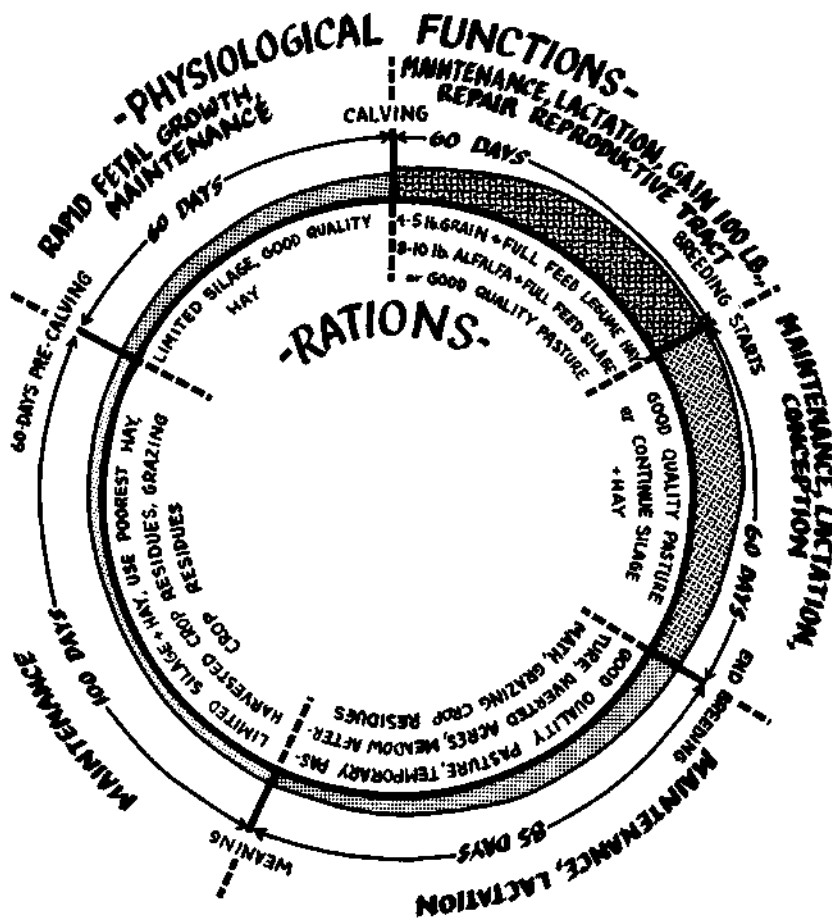 -PHYSIOLOGICAL FUNCTIONS-
RAPID FETAL GROWTH,
MAINTENANCE
60 DAYS
CALVING
MAINTENANCE, LACTATION, GAIN 100 LB.,
REPAIR REPRODUCTIVE TRACT
60 DAYS
BREEDING STARTS
MAINTENANCE, LACTATION,
CONCEPTION
60 DAYS
END BREEDING
MAINTENANCE, LACTATION
85 DAYS
WEANING
MAINTENANCE
100 DAYS
60-DAYS PRE-CALVING
-RATIONS-
LIMITED SILAGE, GOOD QUALITY
HAY
4-5 lb. GRAIN + FULL FEED LEGUME HAY
8-10 lb. ALFALFA + FULL FEED SILAGE
or GOOD QUALITY PASTURE
GOOD QUALITY PASTURE
or CONTINUE SILAGE
+ HAY
GOOD QUALITY PASTURE, TEMPORARY PAS-
TURE, DIVERTED ACRES, MEADOW AFTER-
MATH, GRAZING CROP RESIDUES
LIMITED SILAGE + HAY, USE POOREST HAY,
HARVESTED CROP RESIDUES, GRAZING
CROP RESIDUES